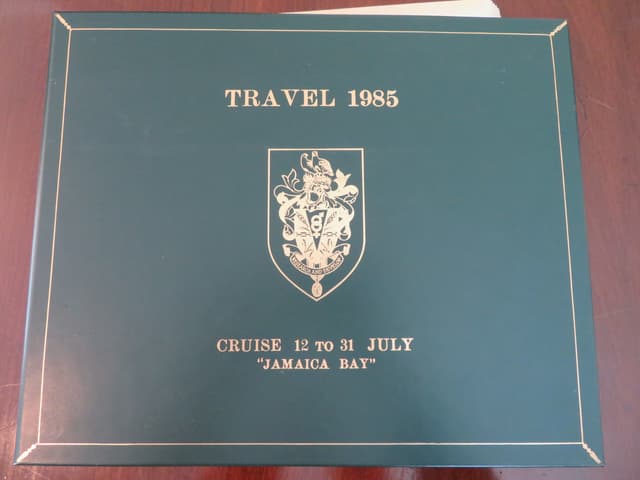 TRAVEL 1985
CRUISE 12 TO 31 JULY
"JAMAICA BAY"